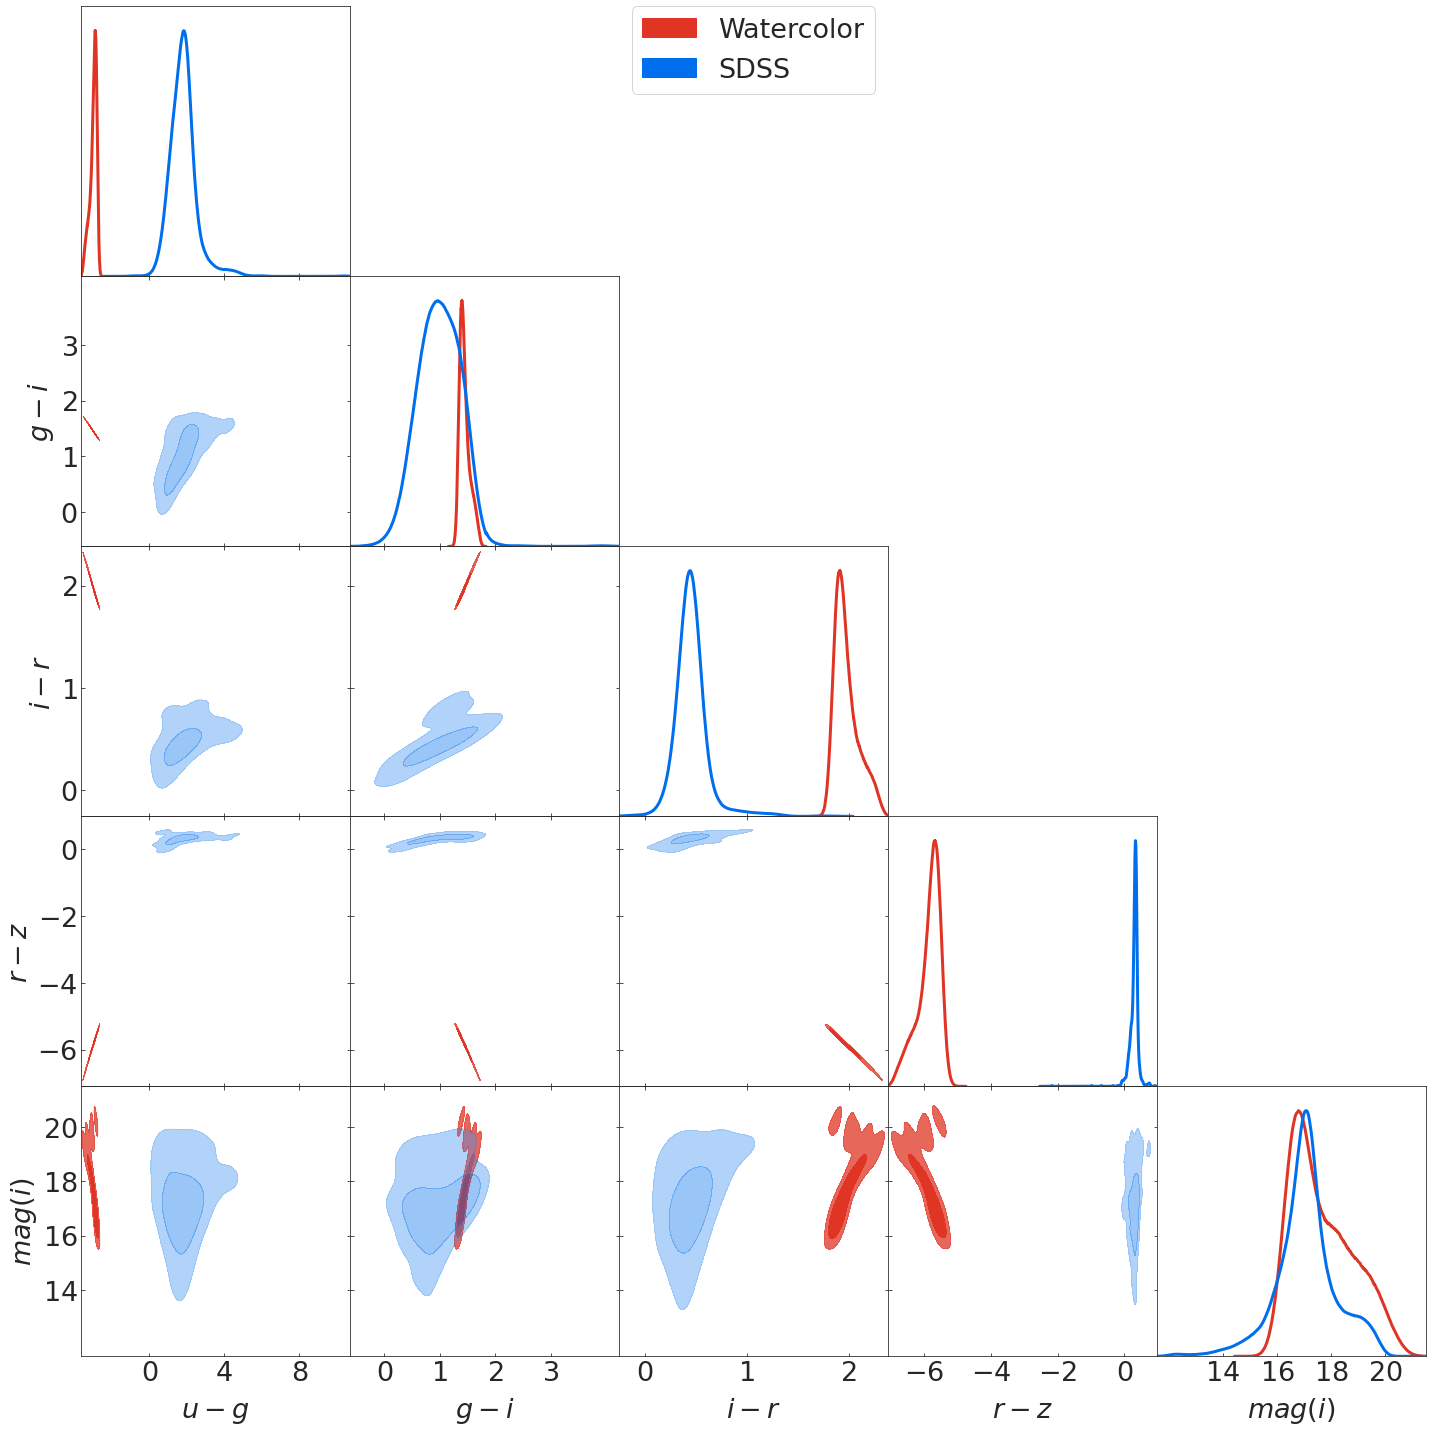 Watercolor
SDSS
3
2
1
0
g − i
2
1
0
i − r
0
−2
−4
−6
r − z
20
18
16
14
mag(i)
0 4 8
0 1 2 3
0 1 2
−6 −4 −2 0
14 16 18 20
u − g
g − i
i − r
r − z
mag(i)